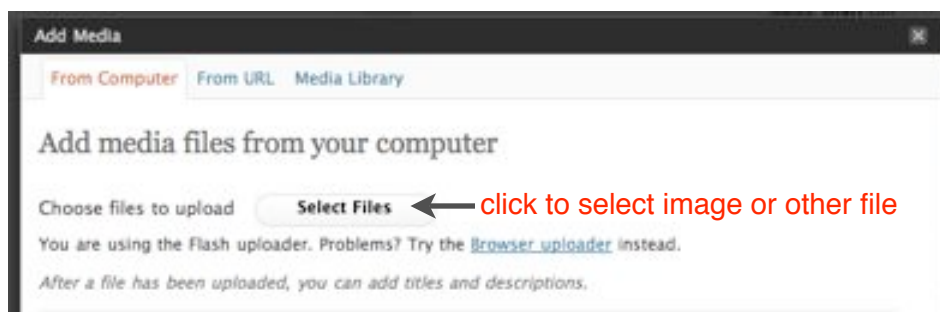 Add Media
From Computer From URL Media Library
Add media files from your computer
Choose files to upload Select Files click to select image or other file
You are using the Flash uploader. Problems? Try the Browser uploader instead.
After a file has been uploaded, you can add titles and descriptions.